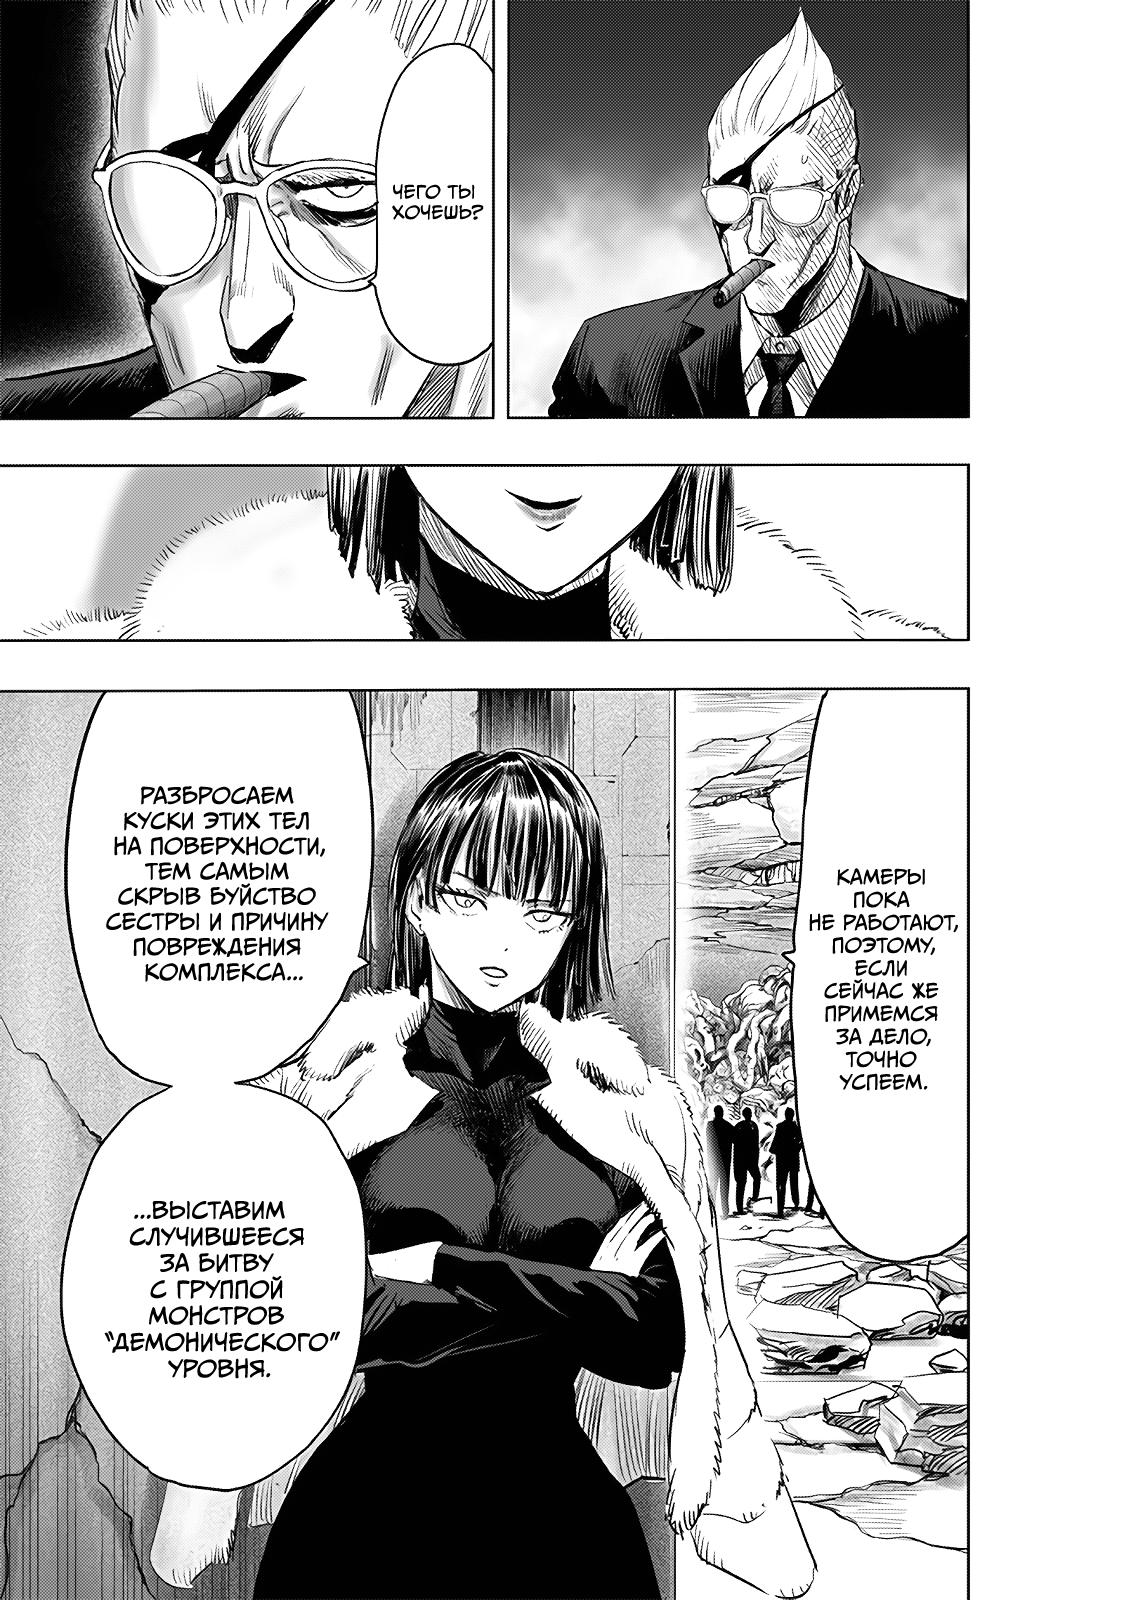 ЧЕГО ТЫ
ХОЧЕШЬ?
КАМЕРЫ
ПОКА
НЕ РАБОТАЮТ,
ПОЭТОМУ,
ЕСЛИ
СЕЙЧАС ЖЕ
ПРИМЕМСЯ
ЗА ДЕЛО,
ТОЧНО
УСПЕЕМ.
РАЗБРОСАЕМ
КУСКИ ЭТИХ ТЕЛ
НА ПОВЕРХНОСТИ,
ТЕМ САМЫМ
СКРЫВ БУЙСТВО
СЕСТРЫ И ПРИЧИНУ
ПОВРЕЖДЕНИЯ
КОМПЛЕКСА...
...ВЫСТАВИМ
СЛУЧИВШЕЕСЯ
ЗА БИТВУ
С ГРУППОЙ
МОНСТРОВ
“ДЕМОНИЧЕСКОГО”
УРОВНЯ.